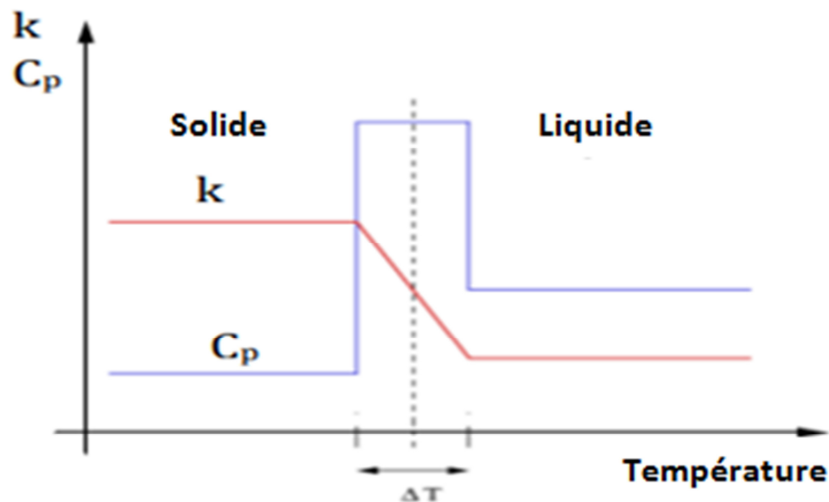 k
Cₚ
Solide
Liquide
k
Cₚ
Température
ΔT